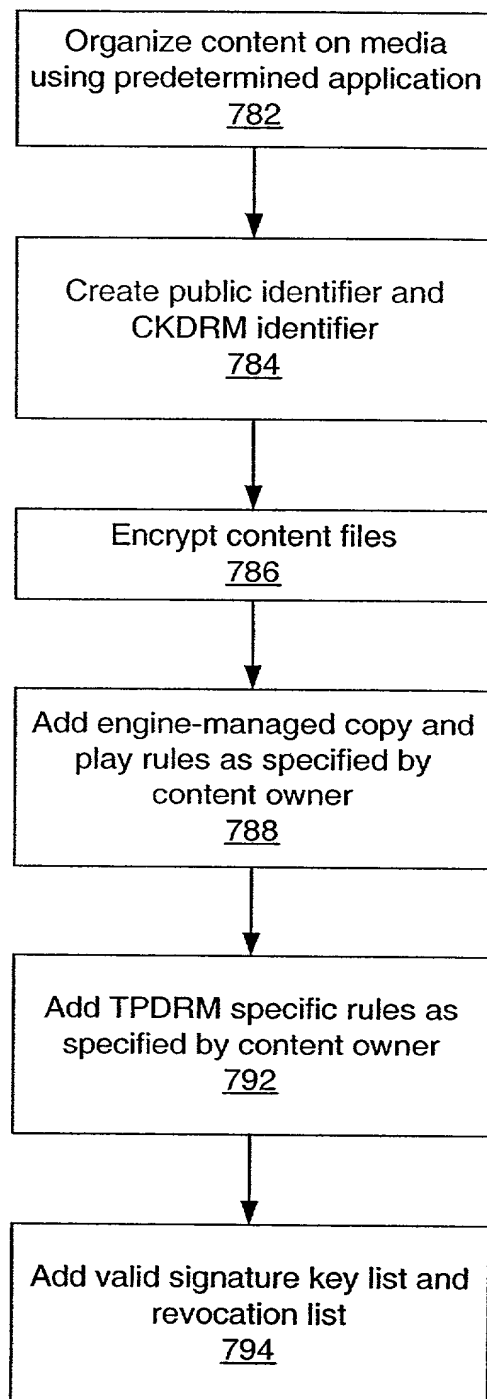 Organize content on media
using predetermined application
782
Create public identifier and
CKDRM identifier
784
Encrypt content files
786
Add engine-managed copy and
play rules as specified by
content owner
788
Add TPDRM specific rules as
specified by content owner
792
Add valid signature key list and
revocation list
794